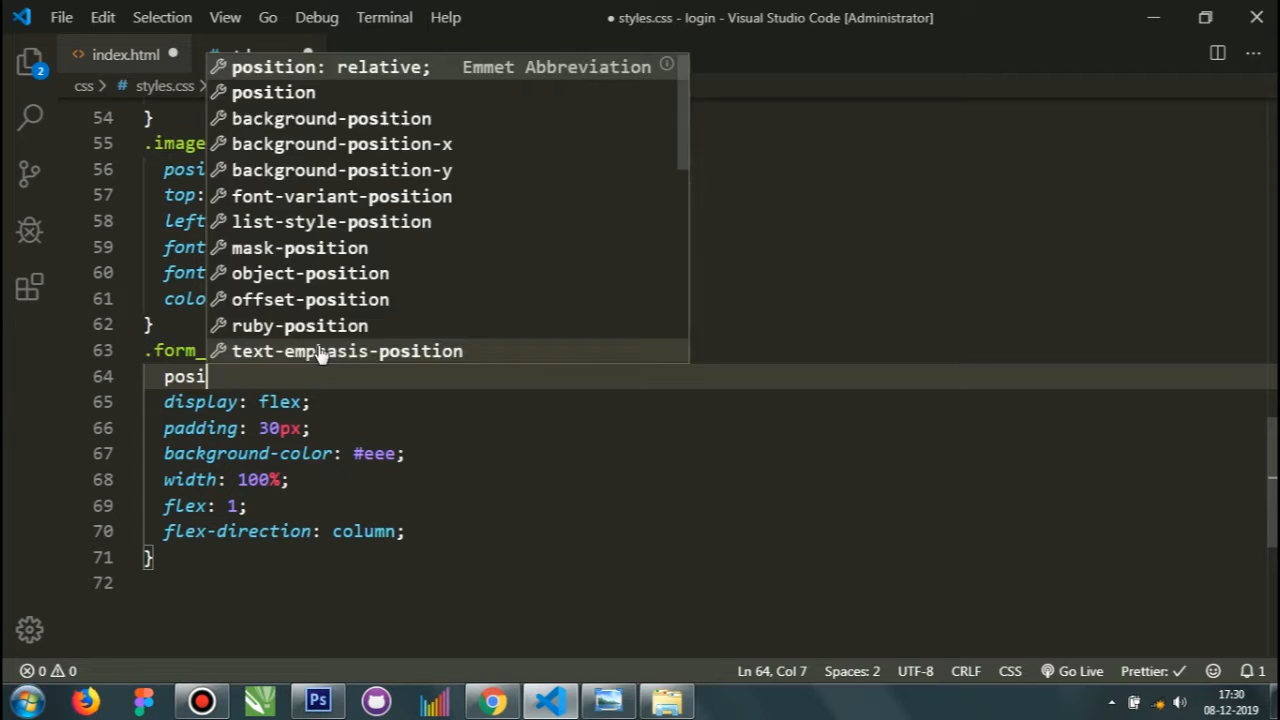 File Edit Selection View Go Debug Terminal Help
● styles.css - login - Visual Studio Code [Administrator]
index.html
css > # styles.css >
position: relative; Emmet Abbreviation
position
background-position
background-position-x
background-position-y
font-variant-position
list-style-position
mask-position
object-position
offset-position
ruby-position
text-emphasis-position
54 }
55 .image
56 posi
57 top:
58 left
59 font
60 font
61 colo
62 }
63 .form_
64 posi
65 display: flex;
66 padding: 30px;
67 background-color: #eee;
68 width: 100%;
69 flex: 1;
70 flex-direction: column;
71 }
72
2
0 0 Ln 64, Col 7 Spaces: 2 UTF-8 CRLF CSS Go Live Prettier: ✓ 1
Ps
17:30
08-12-2019